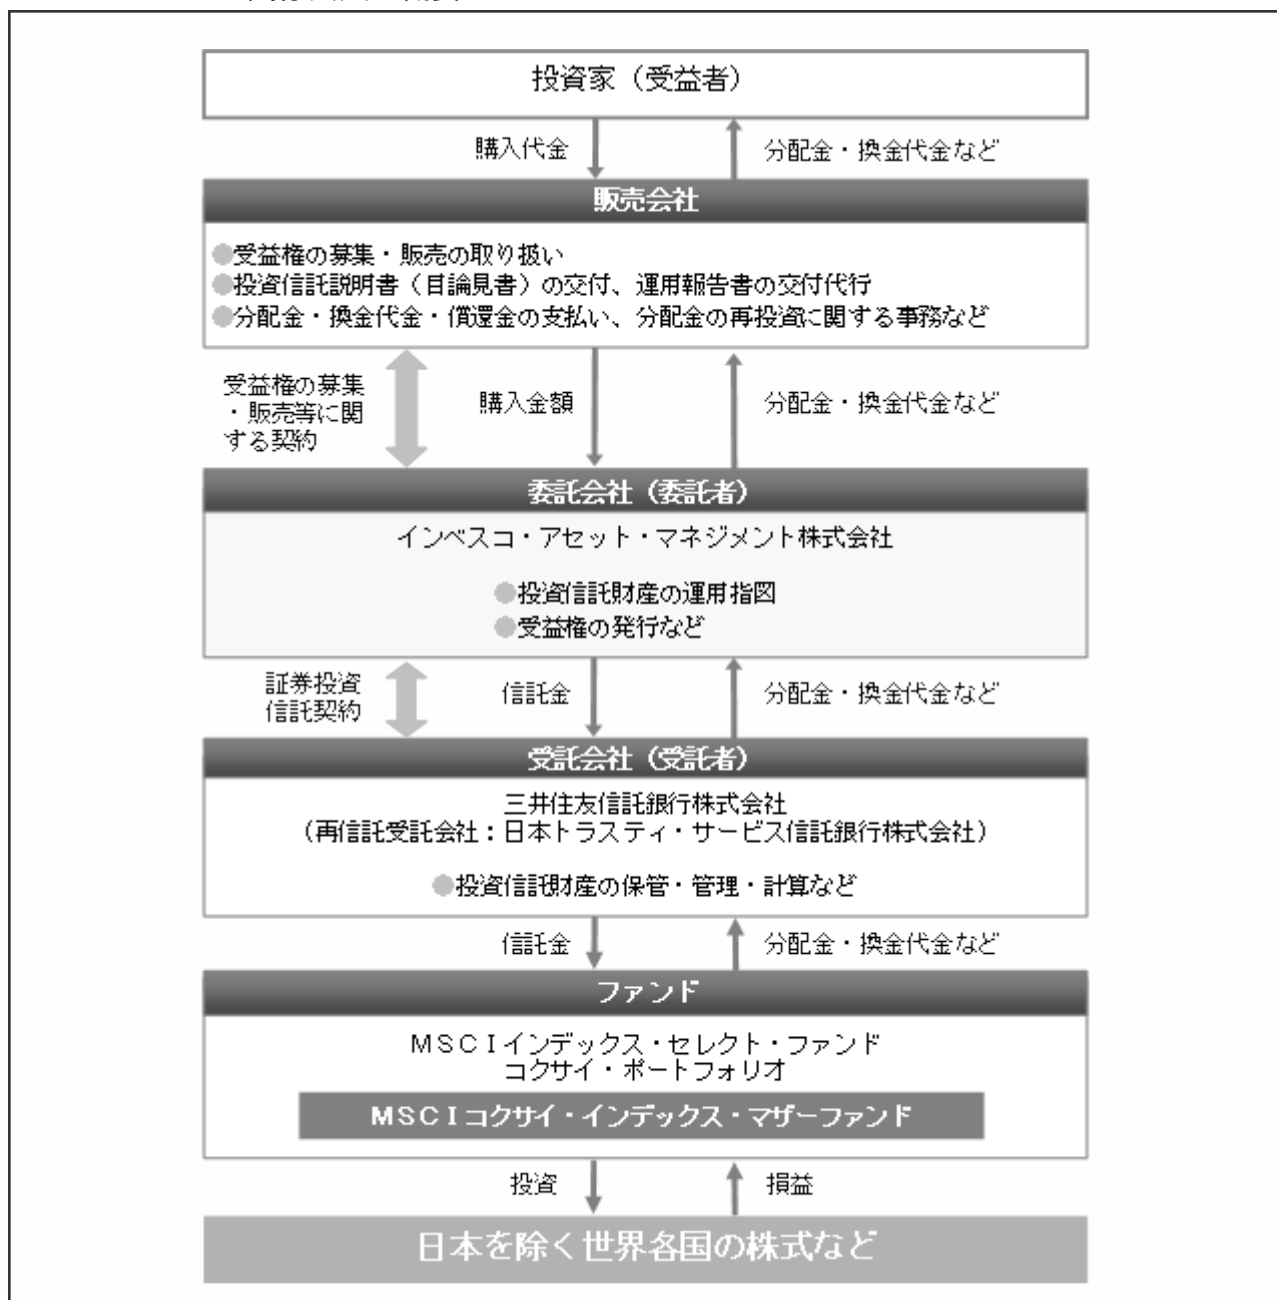 投資家（受益者）
購入代金
分配金・換金代金など
販売会社
●受益権の募集・販売の取り扱い
●投資信託説明書（目論見書）の交付、運用報告書の交付代行
●分配金・換金代金・償還金の支払い、分配金の再投資に関する事務など
受益権の募集
・販売等に関
する契約
購入金額
分配金・換金代金など
委託会社（委託者）
インベスコ・アセット・マネジメント株式会社
●投資信託財産の運用指図
●受益権の発行など
証券投資
信託契約
信託金
分配金・換金代金など
受託会社（受託者）
三井住友信託銀行株式会社
（再信託受託会社：日本トラスティ・サービス信託銀行株式会社）
●投資信託財産の保管・管理・計算など
信託金
分配金・換金代金など
ファンド
ＭＳＣＩインデックス・セレクト・ファンド
コクサイ・ポートフォリオ
ＭＳＣＩコクサイ・インデックス・マザーファンド
投資
損益
日本を除く世界各国の株式など